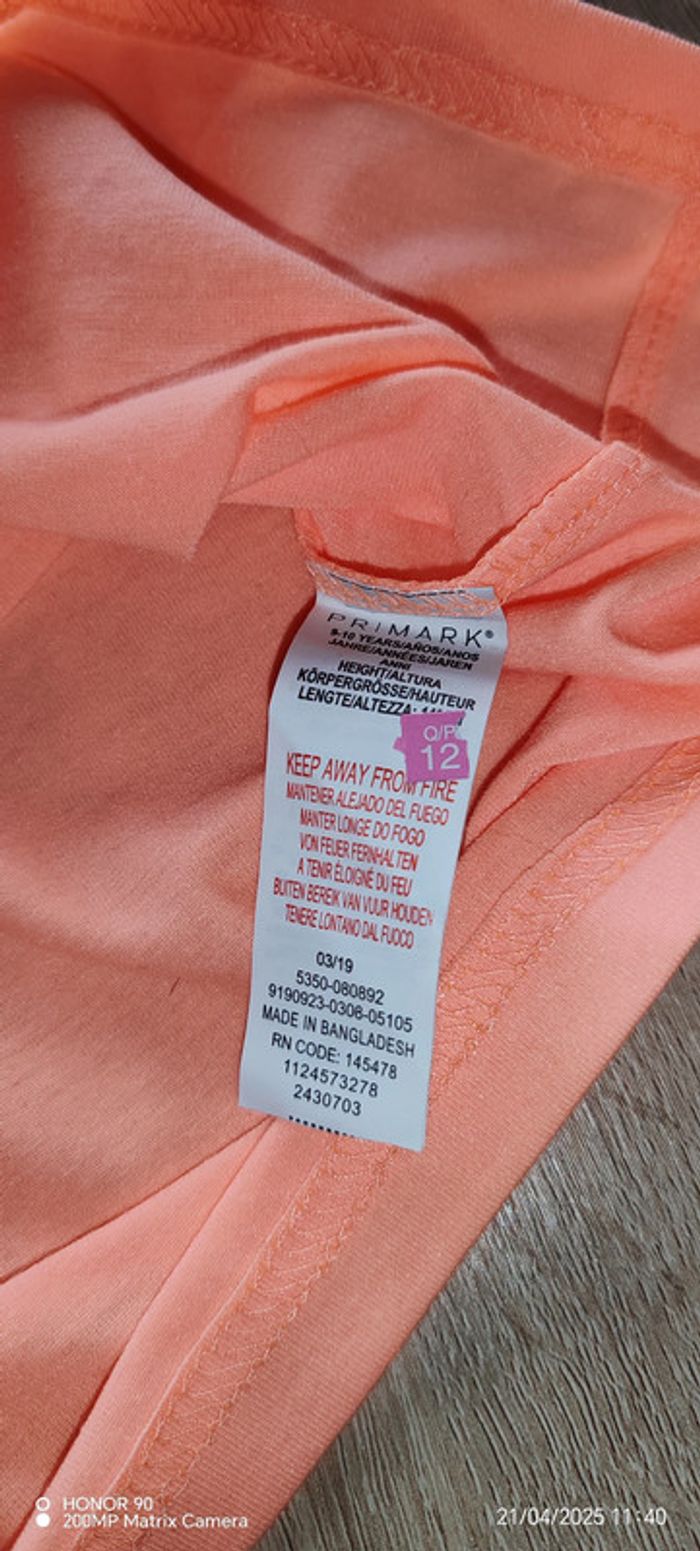 PRIMARK®
9-10 YEARS/AÑOS/ANOS
JAHRE/ANNÉES/JAREN
ANNI
HEIGHT/ALTURA
KÖRPERGRÖSSE/HAUTEUR
LENGTE/ALTEZZA:
Q/P
12
KEEP AWAY FROM FIRE
MANTENER ALEJADO DEL FUEGO
MANTER LONGE DO FOGO
VON FEUER FERNHALTEN
A TENIR ÉLOIGNÉ DU FEU
BUITEN BEREIK VAN VUUR HOUDEN
TENERE LONTANO DAL FUOCO
03/19
5350-080892
9190923-0308-05105
MADE IN BANGLADESH
RN CODE: 145478
1124573278
2430703
HONOR 90
200MP Matrix Camera
21/04/2025 11:40